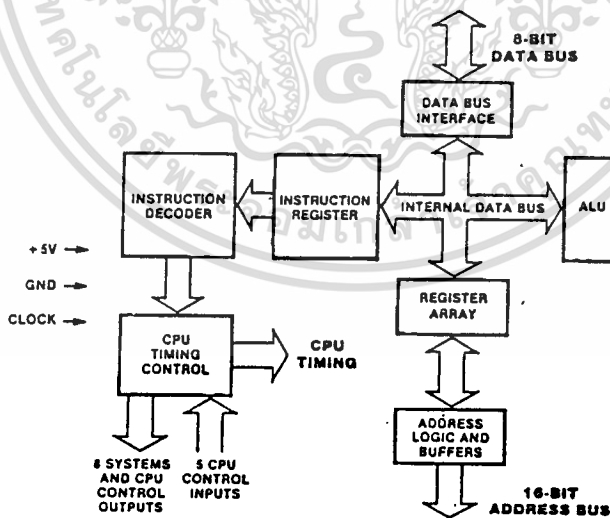 8-BIT
DATA BUS
DATA BUS
INTERFACE
INSTRUCTION
DECODER
INSTRUCTION
REGISTER
INTERNAL DATA BUS
ALU
+5V
GND
CLOCK
REGISTER
ARRAY
CPU
TIMING
CONTROL
CPU
TIMING
ADDRESS
LOGIC AND
BUFFERS
8 SYSTEMS
AND CPU
CONTROL
OUTPUTS
5 CPU
CONTROL
INPUTS
16-BIT
ADDRESS BUS